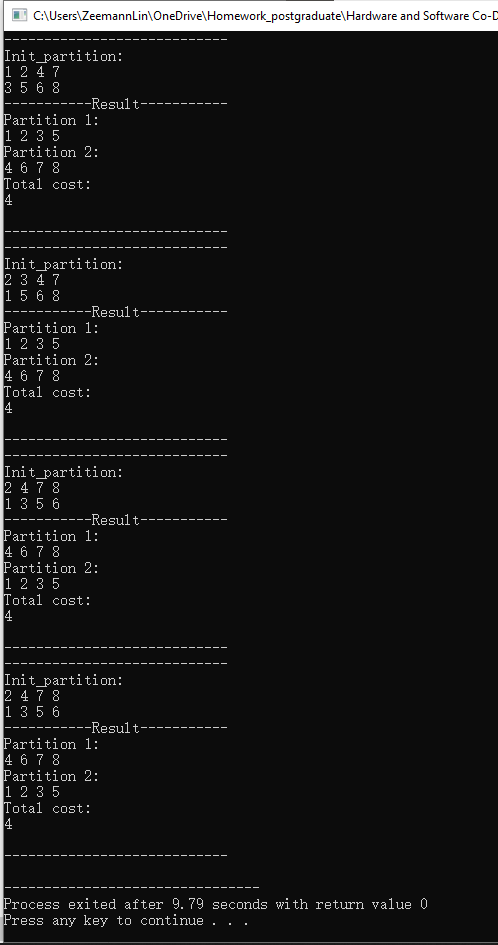 C:\Users\ZeemannLin\OneDrive\Homework_postgraduate\Hardware and Software Co-D
----------------------------
Init_partition:
1 2 4 7
3 5 6 8
-----------Result-----------
Partition 1:
1 2 3 5
Partition 2:
4 6 7 8
Total cost:
4
----------------------------
----------------------------
Init_partition:
2 3 4 7
1 5 6 8
-----------Result-----------
Partition 1:
1 2 3 5
Partition 2:
4 6 7 8
Total cost:
4
----------------------------
----------------------------
Init_partition:
2 4 7 8
1 3 5 6
-----------Result-----------
Partition 1:
4 6 7 8
Partition 2:
1 2 3 5
Total cost:
4
----------------------------
----------------------------
Init_partition:
2 4 7 8
1 3 5 6
-----------Result-----------
Partition 1:
4 6 7 8
Partition 2:
1 2 3 5
Total cost:
4
----------------------------
--------------------------------
Process exited after 9.79 seconds with return value 0
Press any key to continue . . .